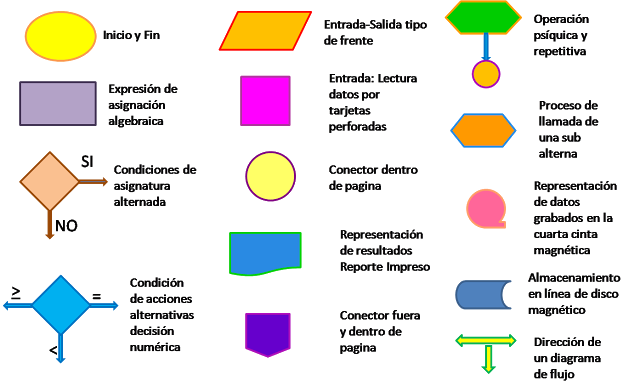 Inicio y Fin
Expresión de
asignación
algebraica
SI
NO
Condiciones de
asignatura
alternada
≥
=
<
Condición
de acciones
alternativas
decisión
numérica
Entrada-Salida tipo
de frente
Entrada: Lectura
datos por
tarjetas
perforadas
Conector dentro
de pagina
Representación
de resultados
Reporte Impreso
Conector fuera
y dentro de
pagina
Operación
psíquica y
repetitiva
Proceso de
llamada de
una sub
alterna
Representación
de datos
grabados en la
cuarta cinta
magnética
Almacenamiento
en línea de disco
magnético
Dirección de
un diagrama
de flujo